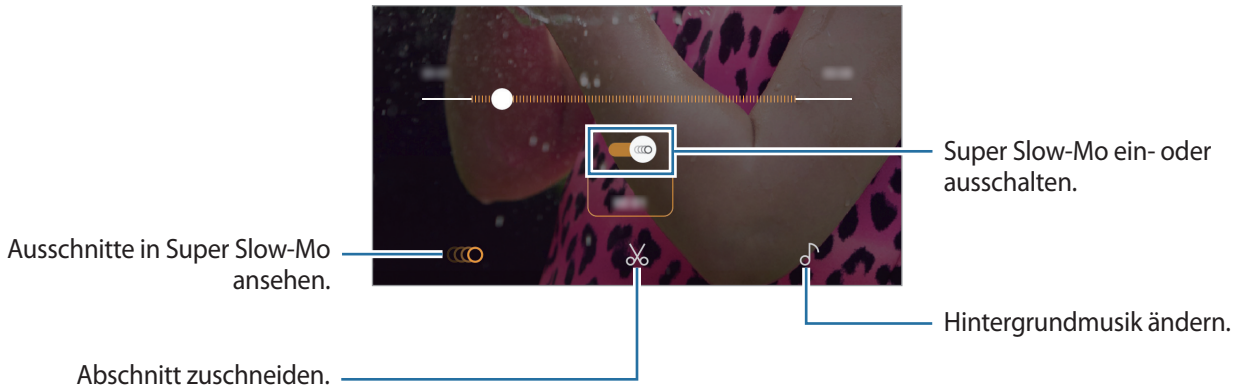 Super Slow-Mo ein- oder
ausschalten.
Ausschnitte in Super Slow-Mo
ansehen.
Hintergrundmusik ändern.
Abschnitt zuschneiden.